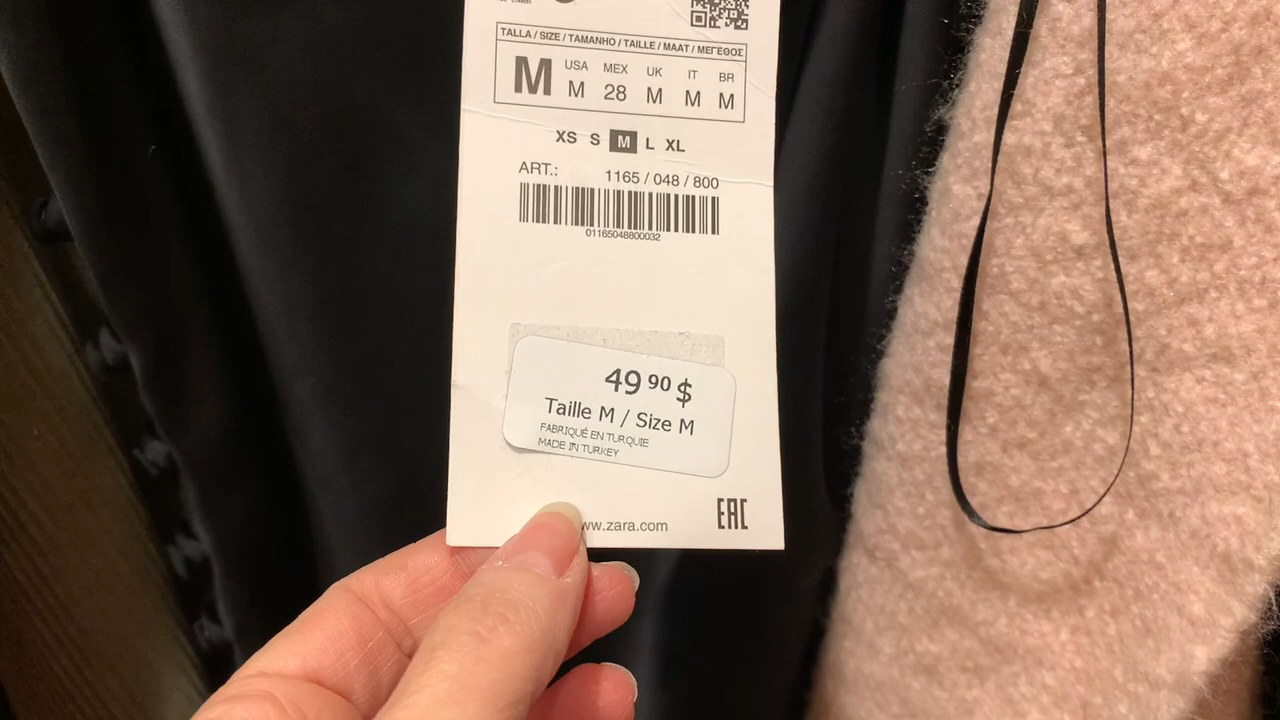 TALLA / SIZE / TAMANHO / TAILLE / MAAT / ΜΕΓΕΘΟΣ
M
USA MEX UK IT BR
M 28 M M M
XS S M L XL
ART.: 1165 / 048 / 800
01165048800032
49 90 $
Taille M / Size M
FABRIQUÉ EN TURQUIE
MADE IN TURKEY
ww.zara.com
EAC